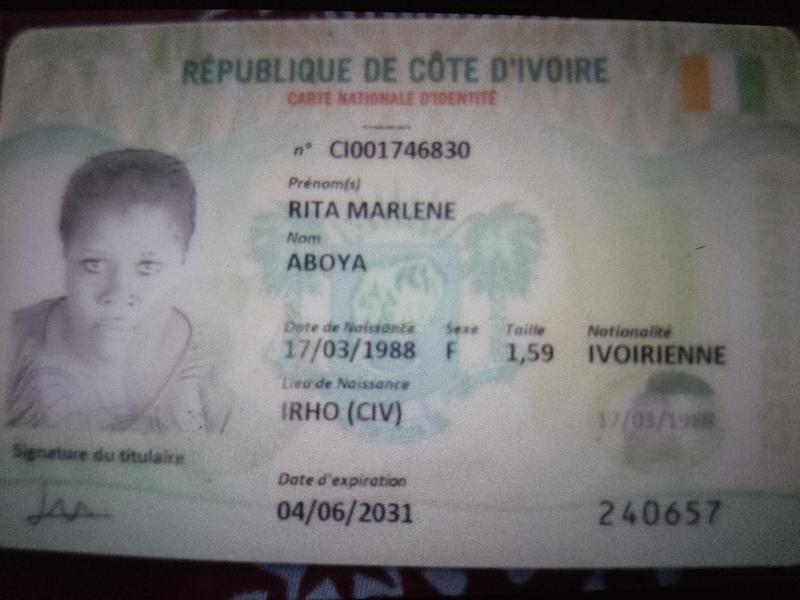 RÉPUBLIQUE DE CÔTE D'IVOIRE
CARTE NATIONALE D'IDENTITÉ
n° CI001746830
Prénom(s)
RITA MARLENE
Nom
ABOYA
Date de Naissance Sexe Taille Nationalité
17/03/1988 F 1,59 IVOIRIENNE
Lieu de Naissance
IRHO (CIV)
17/03/1988
Signature du titulaire
Date d'expiration
04/06/2031
240657